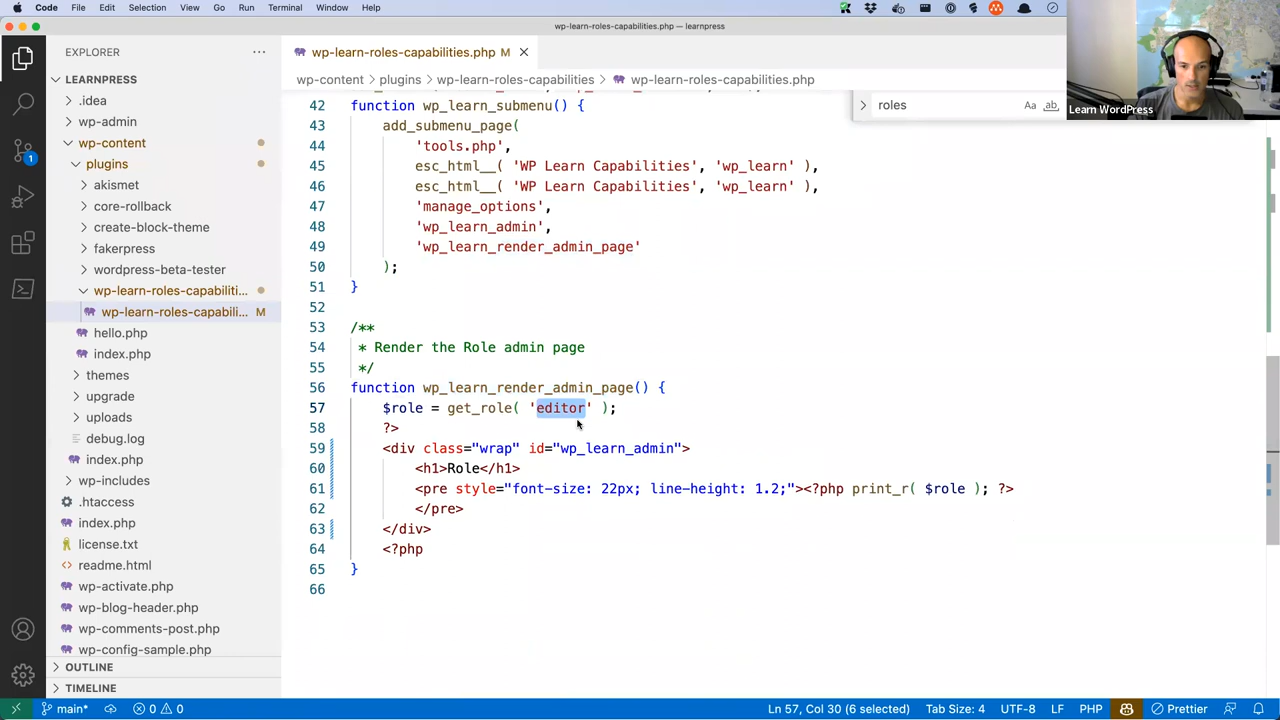 Code File Edit Selection View Go Run Terminal Window Help
wp-learn-roles-capabilities.php — learnpress
EXPLORER
LEARNPRESS
.idea
wp-admin
wp-content
plugins
akismet
core-rollback
create-block-theme
fakerpress
wordpress-beta-tester
wp-learn-roles-capabiliti...
wp-learn-roles-capabili... M
hello.php
index.php
themes
upgrade
uploads
debug.log
index.php
wp-includes
.htaccess
index.php
license.txt
readme.html
wp-activate.php
wp-blog-header.php
wp-comments-post.php
wp-config-sample.php
OUTLINE
TIMELINE
1
wp-learn-roles-capabilities.php M
wp-content > plugins > wp-learn-roles-capabilities > wp-learn-roles-capabilities.php
roles Aa ab
Learn WordPress
42 function wp_learn_submenu() {
43 add_submenu_page(
44 'tools.php',
45 esc_html__( 'WP Learn Capabilities', 'wp_learn' ),
46 esc_html__( 'WP Learn Capabilities', 'wp_learn' ),
47 'manage_options',
48 'wp_learn_admin',
49 'wp_learn_render_admin_page'
50 );
51 }
52
53 /**
54 * Render the Role admin page
55 */
56 function wp_learn_render_admin_page() {
57 $role = get_role( 'editor' );
58 ?>
59 <div class="wrap" id="wp_learn_admin">
60 <h1>Role</h1>
61 <pre style="font-size: 22px; line-height: 1.2;"><?php print_r( $role ); ?>
62 </pre>
63 </div>
64 <?php
65 }
66
main* 0 0 Ln 57, Col 30 (6 selected) Tab Size: 4 UTF-8 LF PHP Prettier